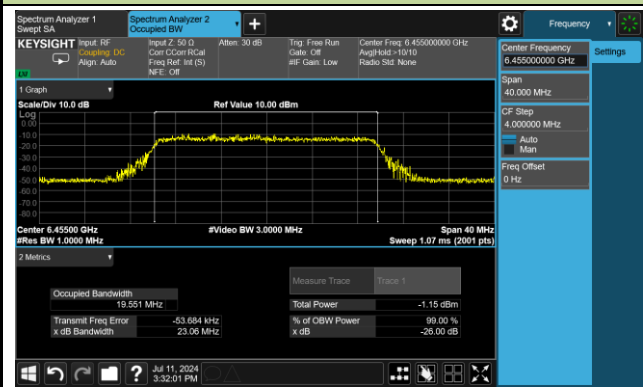 Spectrum Analyzer 1
Swept SA
Spectrum Analyzer 2
Occupied BW
Frequency
KEYSIGHT
Input: RF
Coupling: DC
Align: Auto
Input Z: 50 Ω
Corr CCorr RCal
Freq Ref: Int (S)
NFE: Off
Atten: 30 dB
Trig: Free Run
Gate: Off
#IF Gain: Low
Center Freq: 6.455000000 GHz
Avg|Hold:>10/10
Radio Std: None
Center Frequency
6.455000000 GHz
Settings
Span
40.000 MHz
CF Step
4.000000 MHz
Auto
Man
Freq Offset
0 Hz
1 Graph
Scale/Div 10.0 dB
Ref Value 10.00 dBm
Log
0.00
-10.0
-20.0
-30.0
-40.0
-50.0
-60.0
-70.0
-80.0
Center 6.45500 GHz
#Video BW 3.0000 MHz
Span 40 MHz
#Res BW 1.0000 MHz
Sweep 1.07 ms (2001 pts)
2 Metrics
Measure Trace
Trace 1
Occupied Bandwidth
19.551 MHz
Total Power
-1.15 dBm
Transmit Freq Error
-53.684 kHz
% of OBW Power
99.00 %
x dB Bandwidth
23.06 MHz
x dB
-26.00 dB
Jul 11, 2024
3:32:01 PM